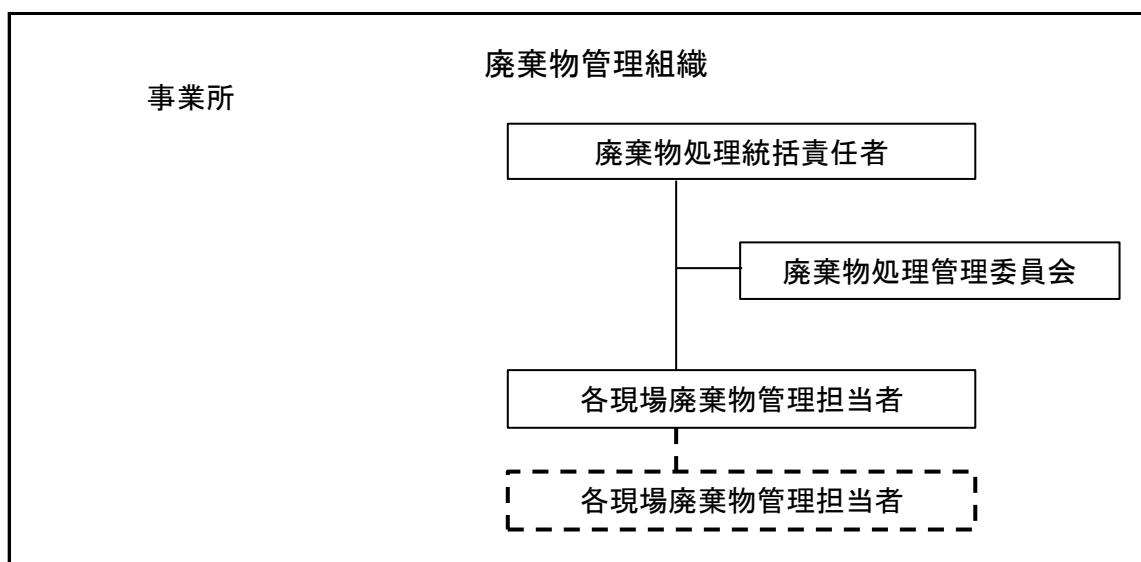 廃棄物管理組織
事業所
廃棄物処理統括責任者
廃棄物処理管理委員会
各現場廃棄物管理担当者
各現場廃棄物管理担当者